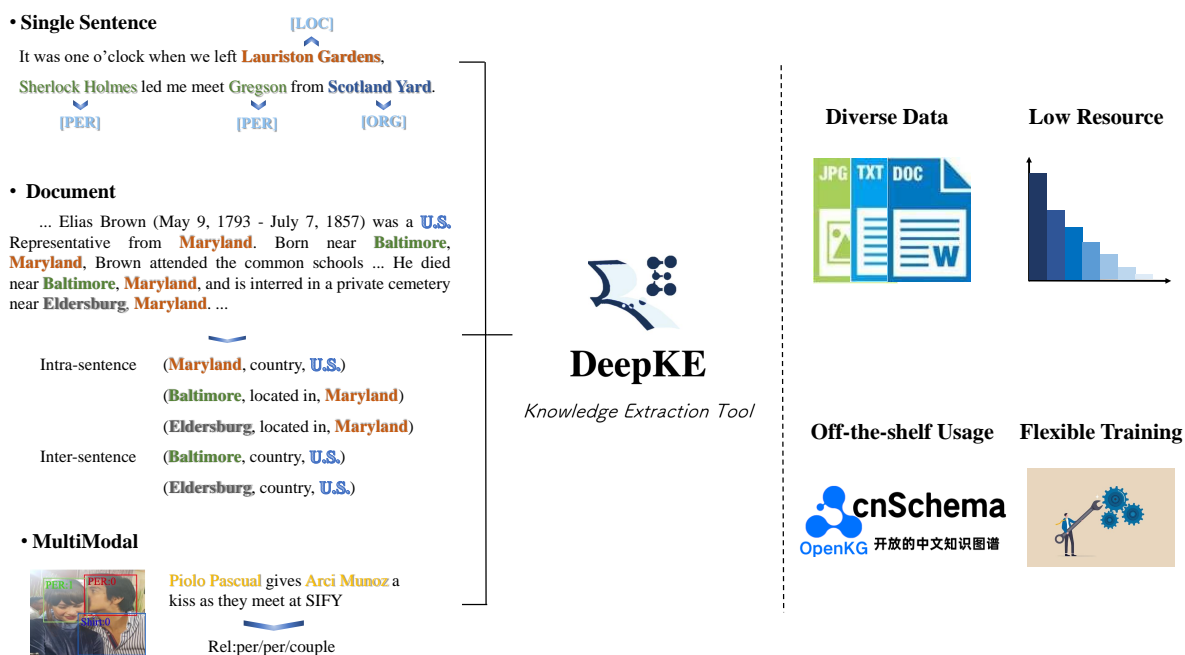 • Single Sentence
[LOC]
It was one o’clock when we left Lauriston Gardens,
Sherlock Holmes led me meet Gregson from Scotland Yard.
[PER] [PER] [ORG]
• Document
... Elias Brown (May 9, 1793 - July 7, 1857) was a U.S.
Representative from Maryland. Born near Baltimore,
Maryland, Brown attended the common schools ... He died
near Baltimore, Maryland, and is interred in a private cemetery
near Eldersburg, Maryland. ...
Intra-sentence (Maryland, country, U.S.)
(Baltimore, located in, Maryland)
(Eldersburg, located in, Maryland)
Inter-sentence (Baltimore, country, U.S.)
(Eldersburg, country, U.S.)
• MultiModal
PER:1 PER:0
Shirt:0
Piolo Pascual gives Arci Munoz a
kiss as they meet at SIFY
Rel:per/per/couple
DeepKE
Knowledge Extraction Tool
Diverse Data
JPG TXT DOC
W
Low Resource
Off-the-shelf Usage
cnSchema
OpenKG 开放的中文知识图谱
Flexible Training